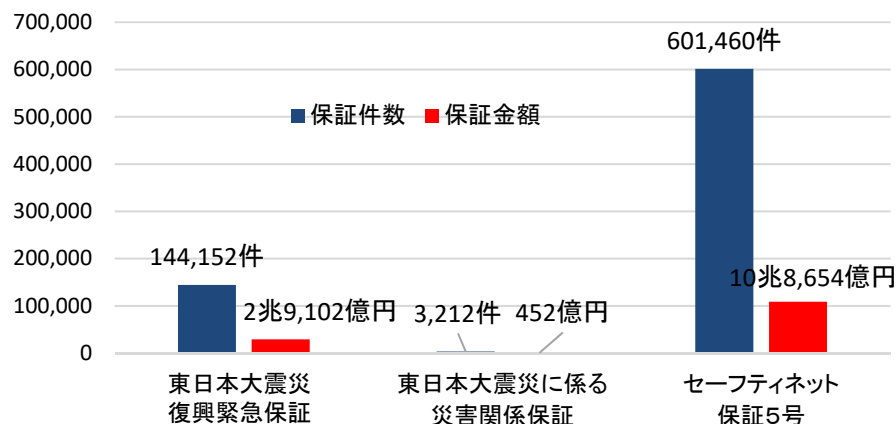 700,000
600,000
500,000
400,000
300,000
200,000
100,000
0
保証件数 保証金額
144,152件
2兆9,102億円
3,212件
452億円
601,460件
10兆8,654億円
東日本大震災
復興緊急保証
東日本大震災に係る
災害関係保証
セーフティネット
保証5号